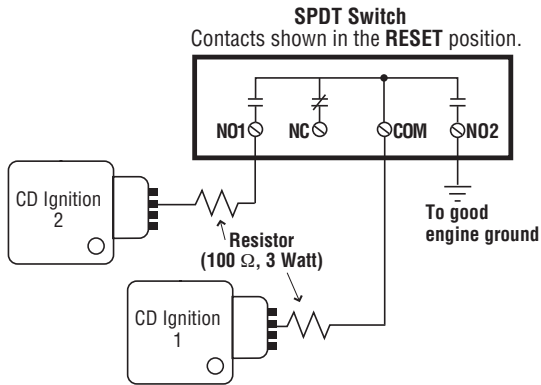 SPDT Switch
Contacts shown in the RESET position.
NO1 NC COM NO2
CD Ignition
2
To good
engine ground
Resistor
(100 Ω, 3 Watt)
CD Ignition
1